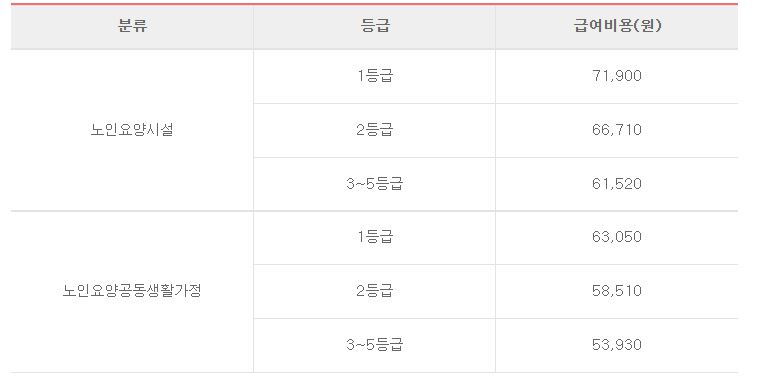 분류 등급 급여비용(원)
1등급 71,900
노인요양시설 2등급 66,710
3~5등급 61,520
1등급 63,050
노인요양공동생활가정 2등급 58,510
3~5등급 53,930